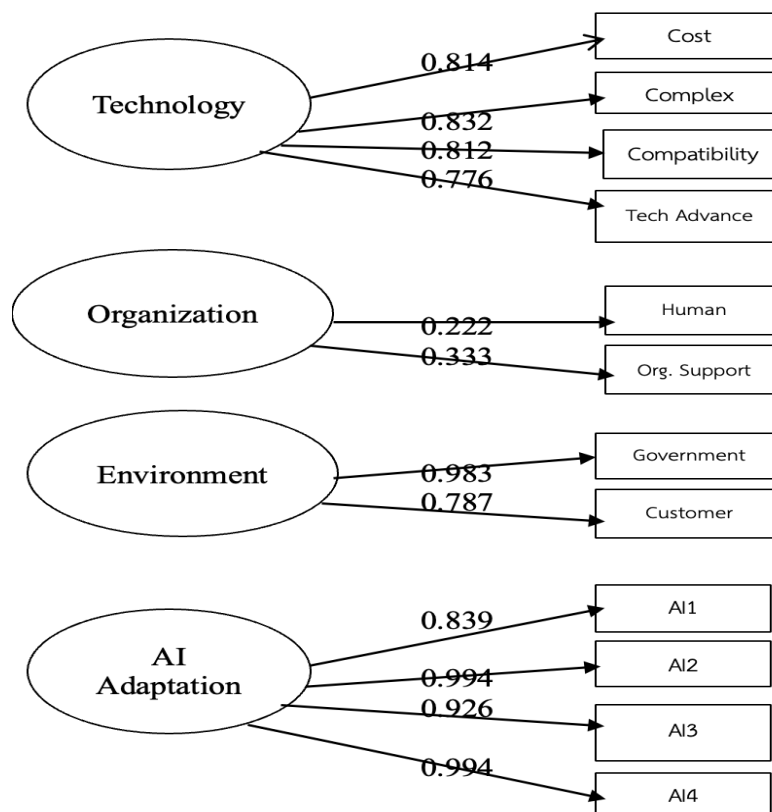 Cost
0.814
Technology
Complex
0.832
0.812
Compatibility
0.776
Tech Advance
Organization
Human
0.222
0.333
Org. Support
Environment
Government
0.983
0.787
Customer
AI
Adaptation
0.839
AI1
0.994
AI2
0.926
AI3
0.994
AI4